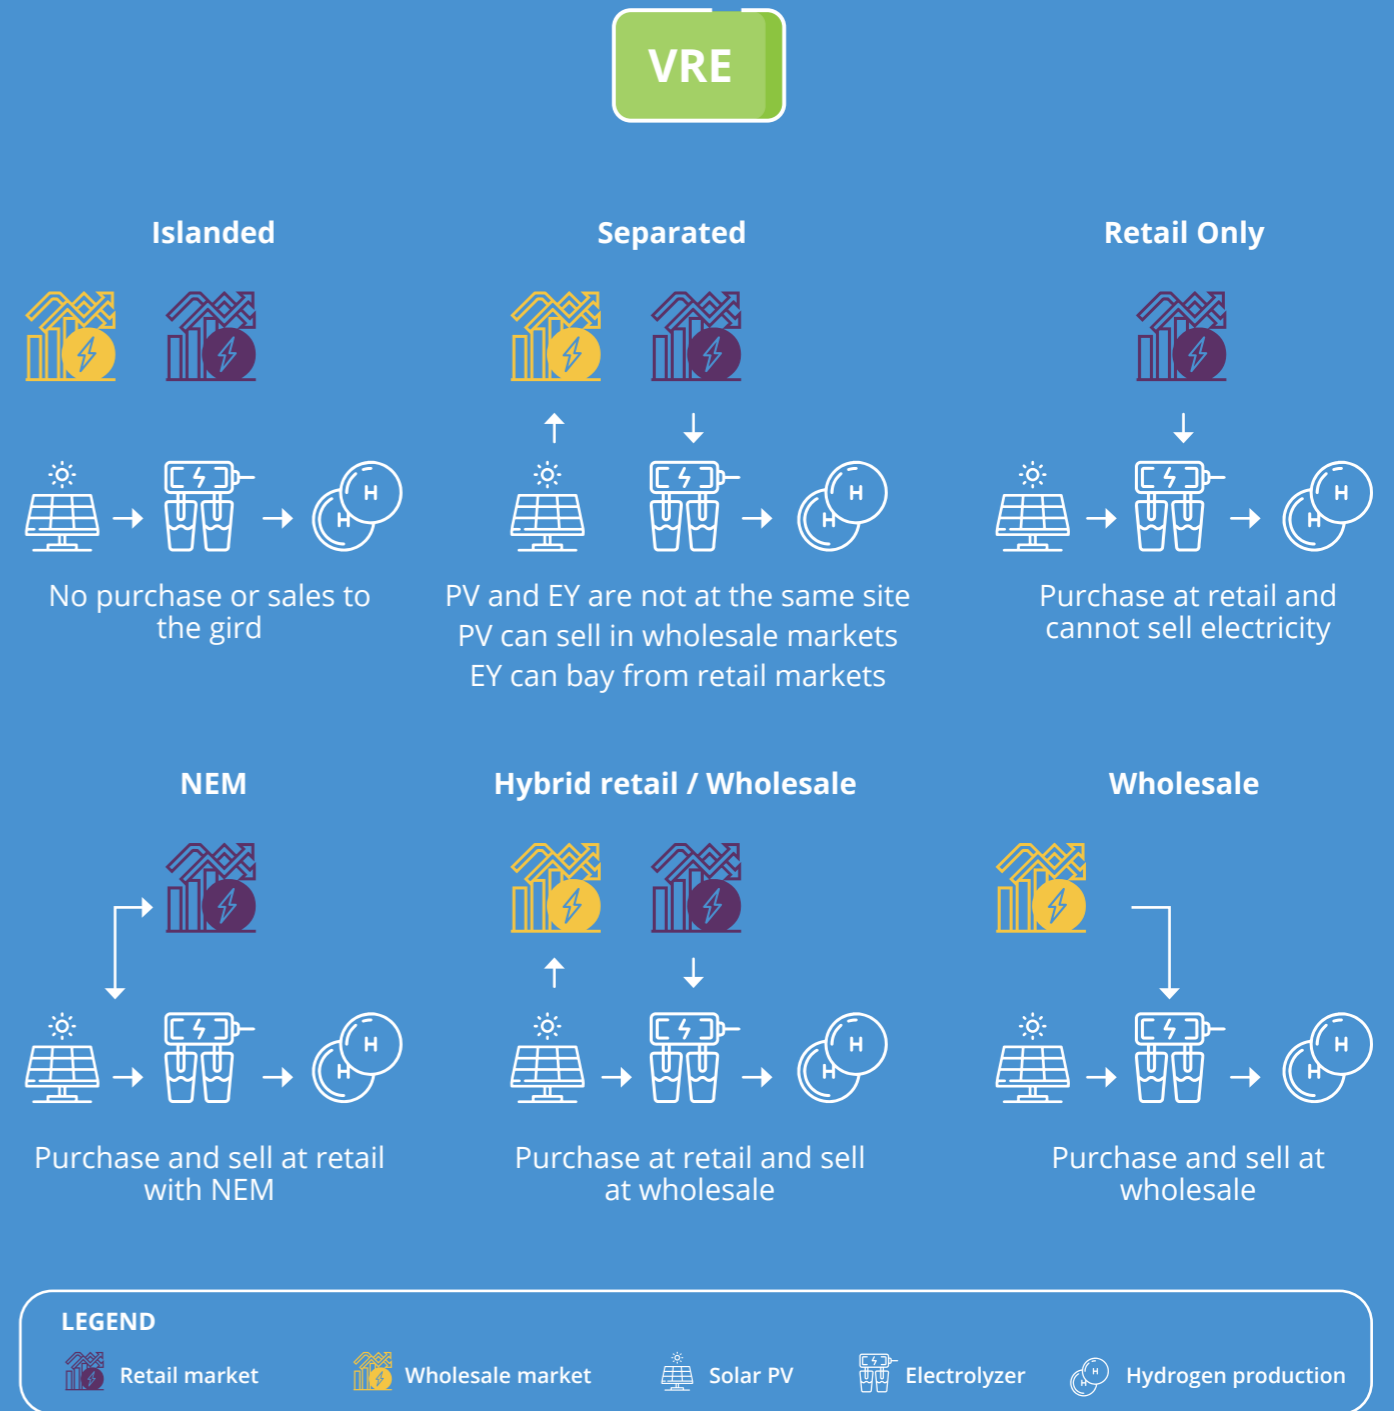 VRE
Islanded
Separated
Retail Only
No purchase or sales to
the gird
PV and EY are not at the same site
PV can sell in wholesale markets
EY can bay from retail markets
Purchase at retail and
cannot sell electricity
NEM
Hybrid retail / Wholesale
Wholesale
Purchase and sell at retail
with NEM
Purchase at retail and sell
at wholesale
Purchase and sell at
wholesale
LEGEND
Retail market
Wholesale market
Solar PV
Electrolyzer
Hydrogen production